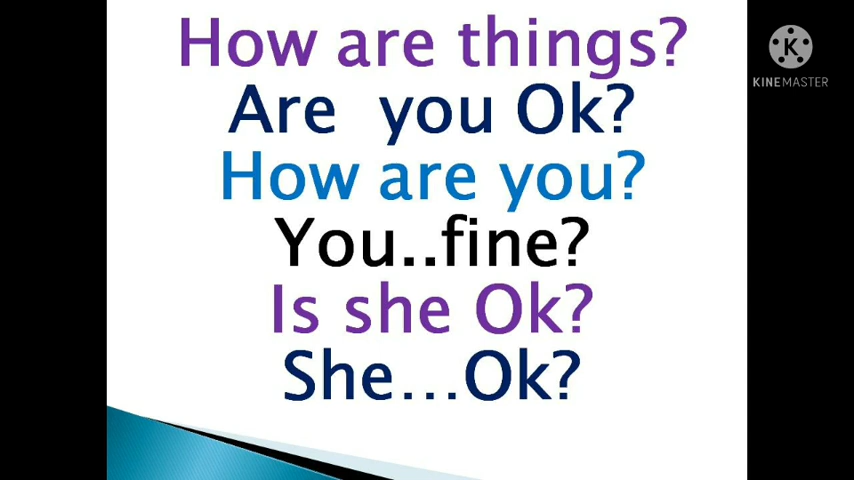 How are things?
Are you Ok?
How are you?
You..fine?
Is she Ok?
She...Ok?
K
KINEMASTER